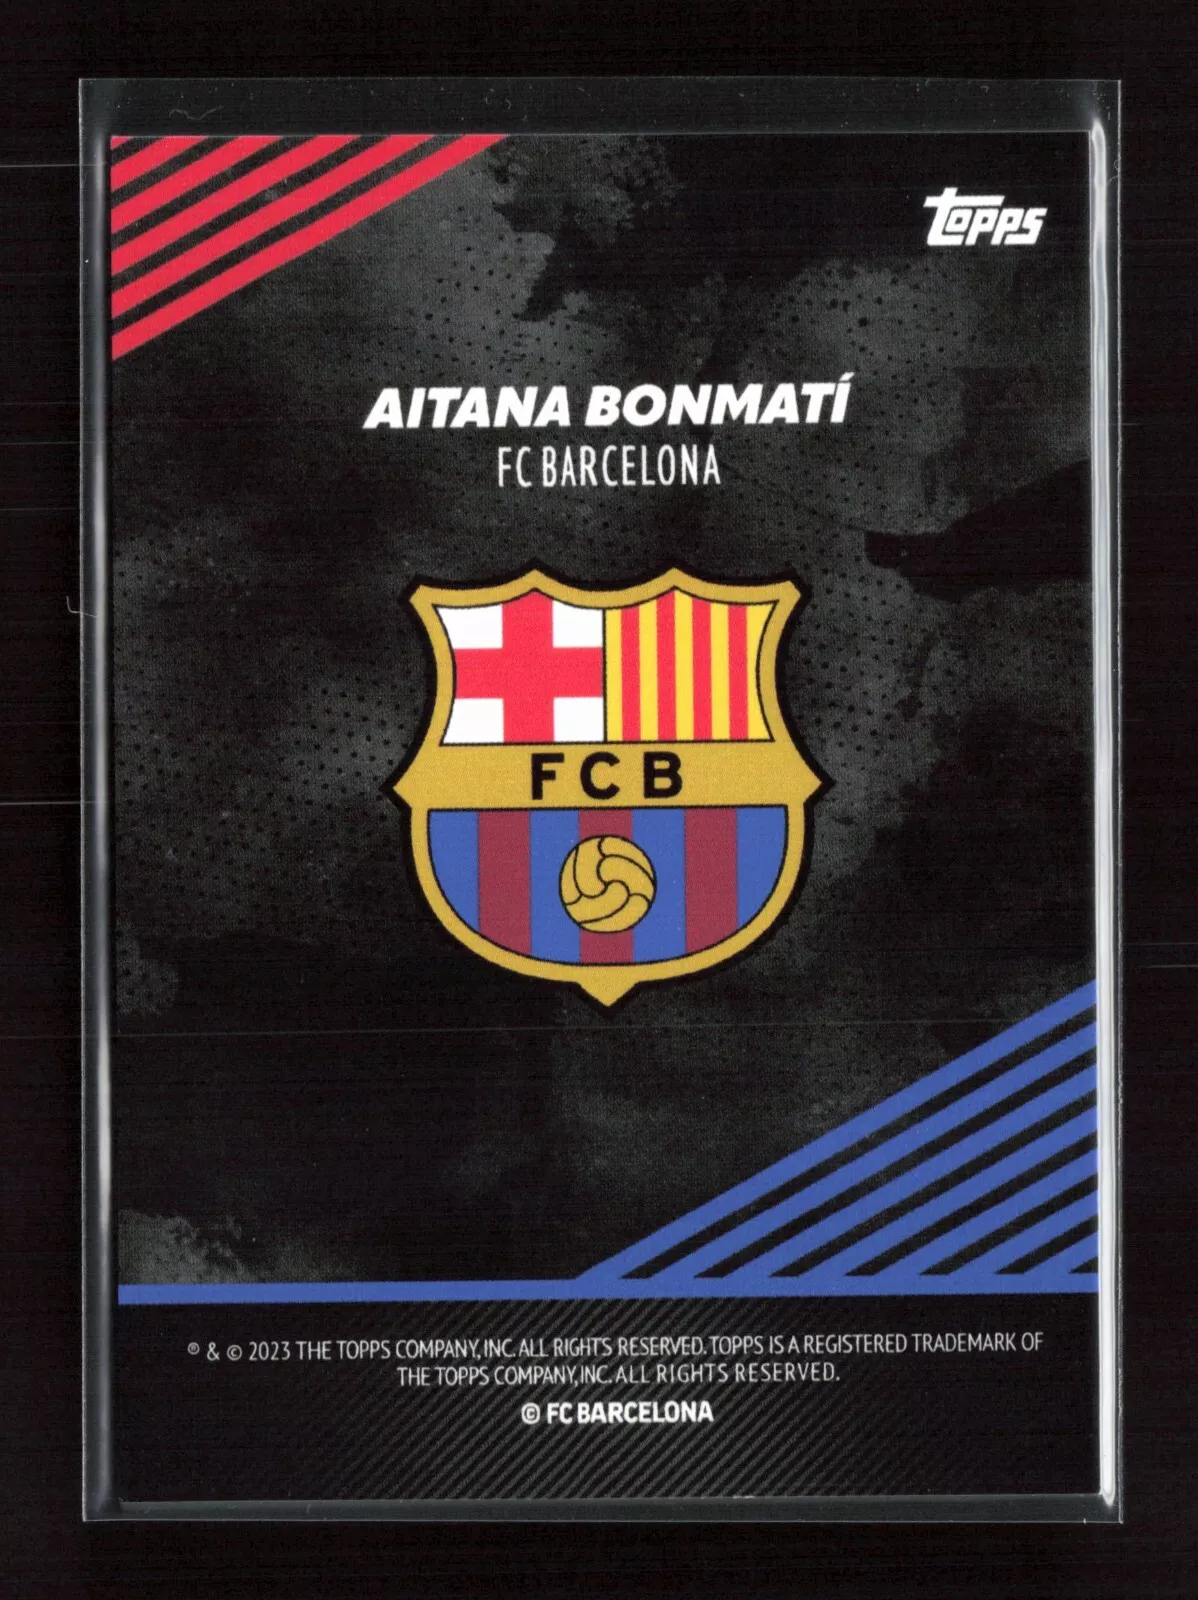 Topps
AITANA BONMATÍ
FC BARCELONA
FCB
® & © 2023 THE TOPPS COMPANY, INC. ALL RIGHTS RESERVED. TOPPS IS A REGISTERED TRADEMARK OF
THE TOPPS COMPANY, INC. ALL RIGHTS RESERVED.
© FC BARCELONA